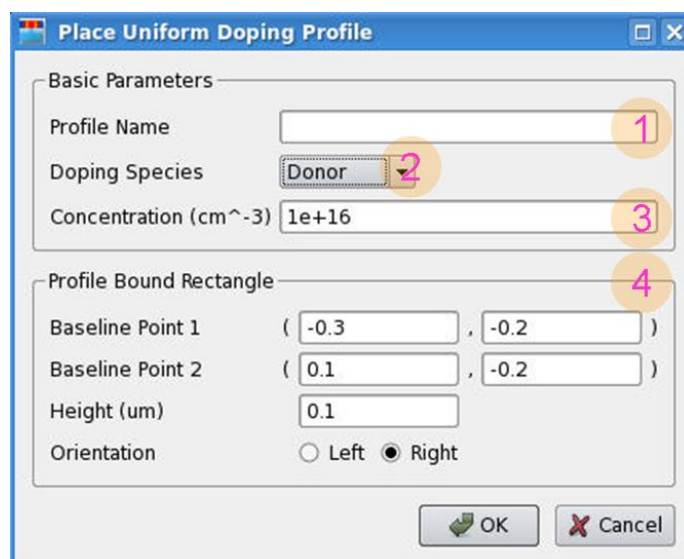 Place Uniform Doping Profile
Basic Parameters
Profile Name 1
Doping Species Donor 2
Concentration (cm^-3) 1e+16 3
Profile Bound Rectangle 4
Baseline Point 1 ( -0.3 , -0.2 )
Baseline Point 2 ( 0.1 , -0.2 )
Height (um) 0.1
Orientation Left Right
OK Cancel